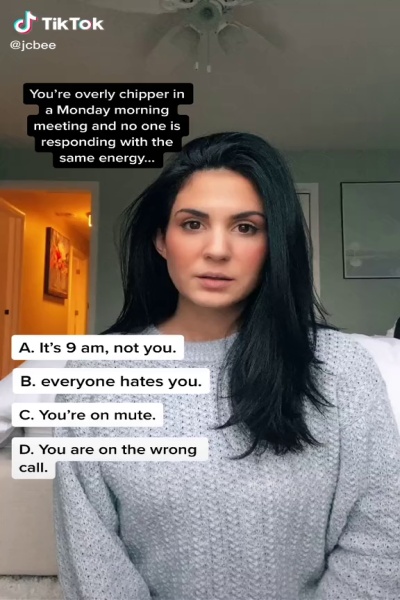 TikTok
@jcbee
You're overly chipper in
a Monday morning
meeting and no one is
responding with the
same energy...
A. It's 9 am, not you.
B. everyone hates you.
C. You're on mute.
D. You are on the wrong
call.